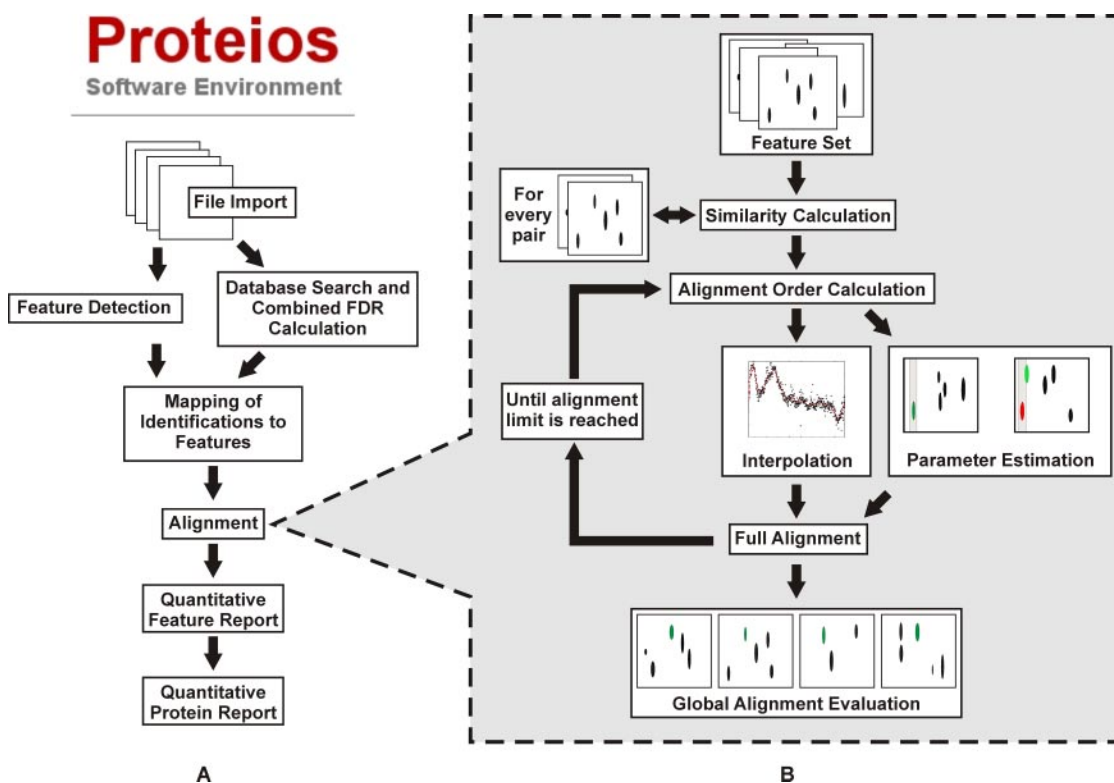 Proteios
Software Environment
File Import
Feature Detection
Database Search and
Combined FDR
Calculation
Mapping of
Identifications to
Features
Alignment
Quantitative
Feature Report
Quantitative
Protein Report
A
Feature Set
For
every
pair
Similarity Calculation
Alignment Order Calculation
Until alignment
limit is reached
Interpolation
Parameter Estimation
Full Alignment
Global Alignment Evaluation
B